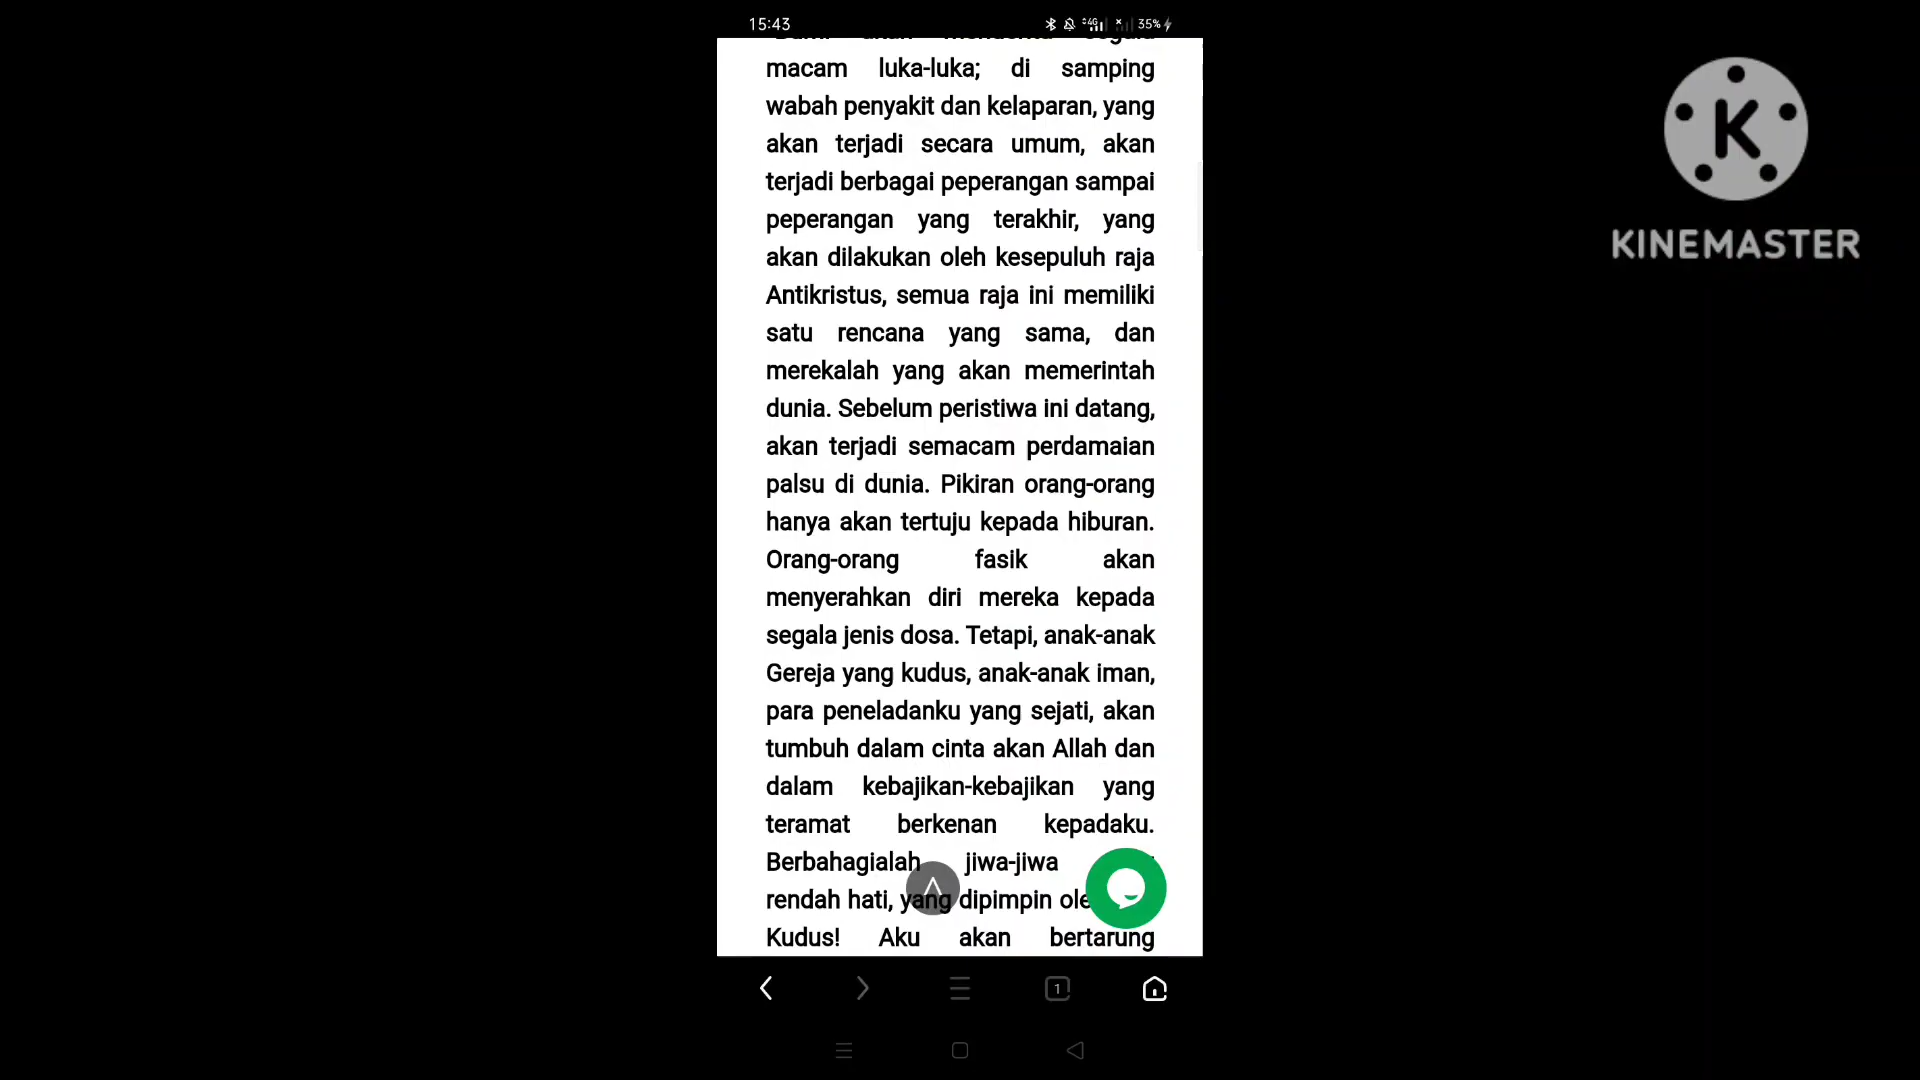 15:43
4G
35%
KINEMASTER
macam luka-luka; di samping
wabah penyakit dan kelaparan, yang
akan terjadi secara umum, akan
terjadi berbagai peperangan sampai
peperangan yang terakhir, yang
akan dilakukan oleh kesepuluh raja
Antikristus, semua raja ini memiliki
satu rencana yang sama, dan
merekalah yang akan memerintah
dunia. Sebelum peristiwa ini datang,
akan terjadi semacam perdamaian
palsu di dunia. Pikiran orang-orang
hanya akan tertuju kepada hiburan.
Orang-orang fasik akan
menyerahkan diri mereka kepada
segala jenis dosa. Tetapi, anak-anak
Gereja yang kudus, anak-anak iman,
para peneladanku yang sejati, akan
tumbuh dalam cinta akan Allah dan
dalam kebajikan-kebajikan yang
teramat berkenan kepadaku.
Berbahagialah jiwa-jiwa
rendah hati, yang dipimpin
Kudus! Aku akan bertarung
1